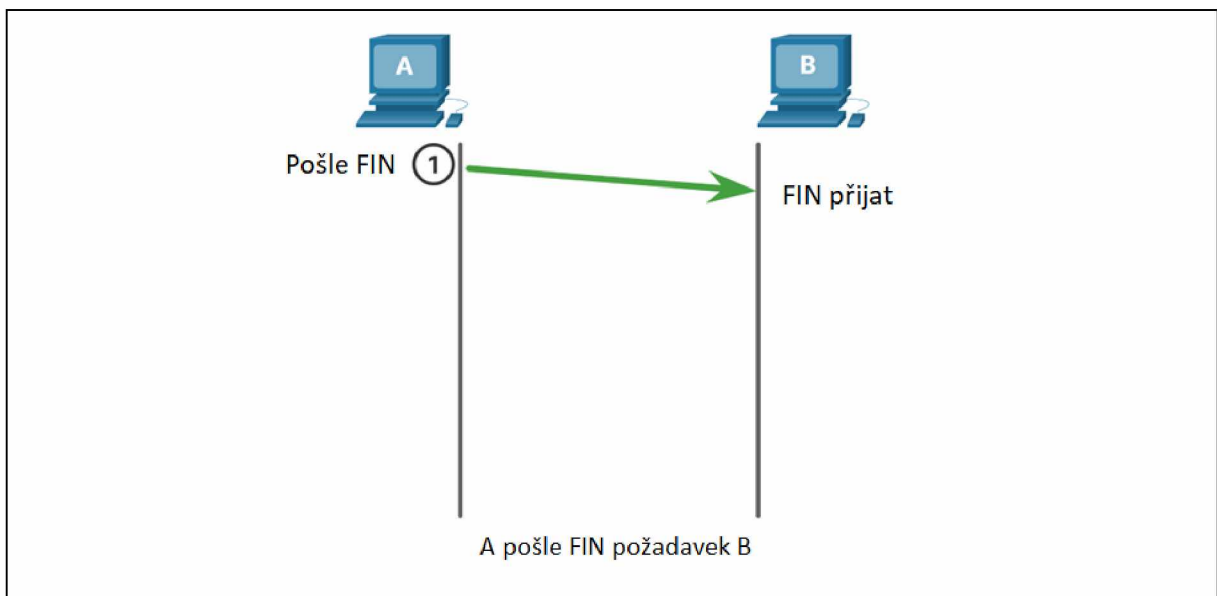 A
B
Pošle FIN 1
FIN přijat
A pošle FIN požadavek B